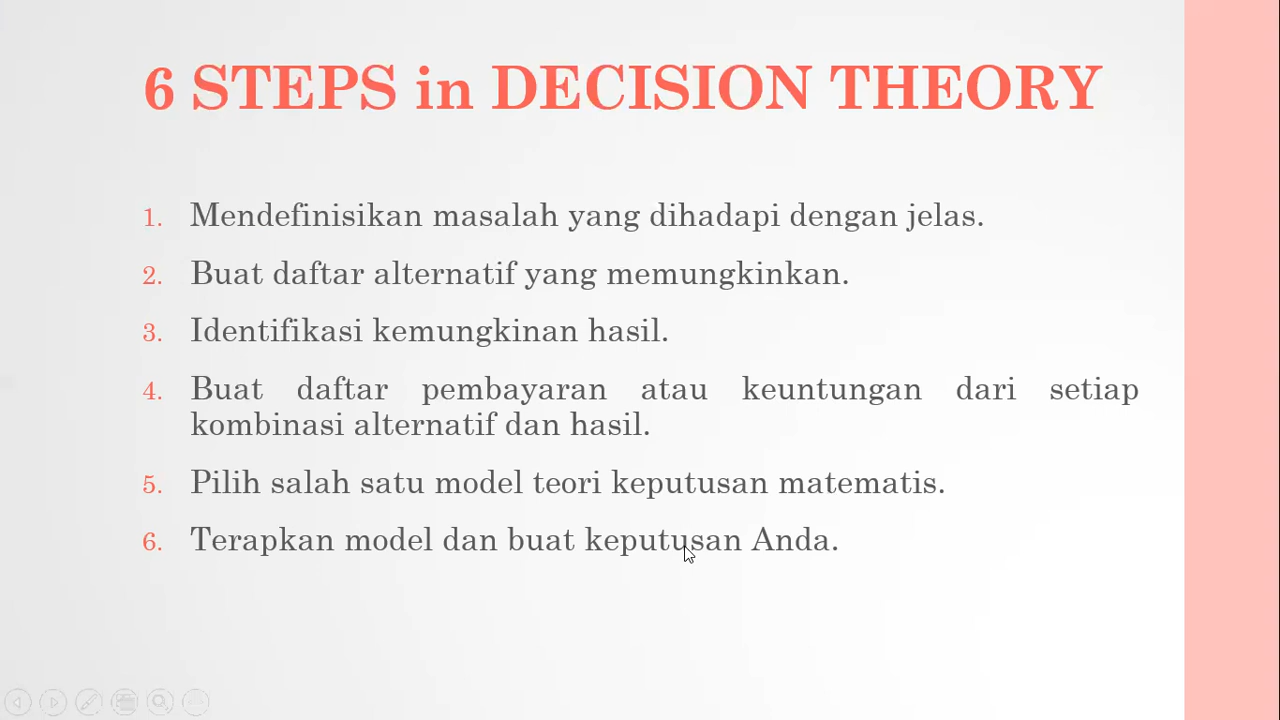 6 STEPS in DECISION THEORY
1. Mendefinisikan masalah yang dihadapi dengan jelas.
2. Buat daftar alternatif yang memungkinkan.
3. Identifikasi kemungkinan hasil.
4. Buat daftar pembayaran atau keuntungan dari setiap
kombinasi alternatif dan hasil.
5. Pilih salah satu model teori keputusan matematis.
6. Terapkan model dan buat keputusan Anda.